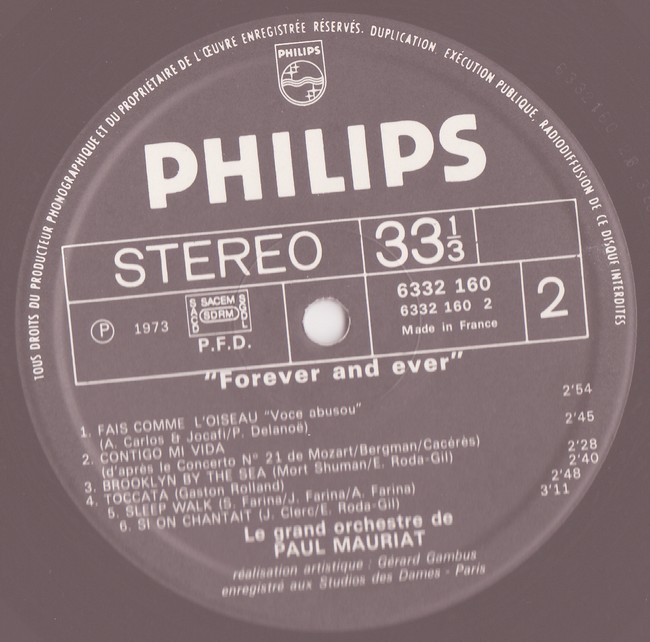 TOUS DROITS DU PRODUCTEUR PHONOGRAPHIQUE ET DU PROPRIÉTAIRE DE L'ŒUVRE ENREGISTRÉE RÉSERVÉS. DUPLICATION, EXÉCUTION PUBLIQUE, RADIODIFFUSION DE CE DISQUE INTERDITES
PHILIPS
PHILIPS
STEREO
33 1/3
℗ 1973
SACEM
SACD
SDRM
SGDL
P.F.D.
6332 160
6332 160 2
Made in France
2
"Forever and ever"
1. FAIS COMME L'OISEAU "Voce abusou" 2'54
(A. Carlos & Jocafi/P. Delanoë)
2. CONTIGO MI VIDA 2'45
(d'après le Concerto N° 21 de Mozart/Bergman/Cacérès)
3. BROOKLYN BY THE SEA (Mort Shuman/E. Roda-Gil) 2'28
4. TOCCATA (Gaston Rolland) 2'40
5. SLEEP WALK (S. Farina/J. Farina/A. Farina) 2'48
6. SI ON CHANTAIT (J. Clerc/E. Roda-Gil) 3'11
Le grand orchestre de
PAUL MAURIAT
réalisation artistique : Gérard Gambus
enregistré aux Studios des Dames - Paris